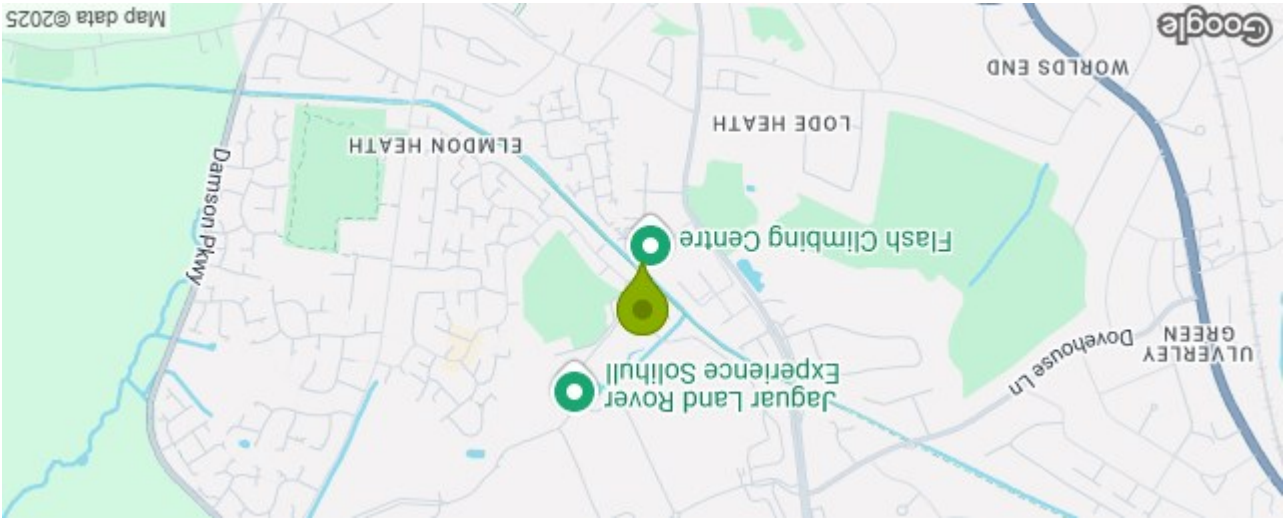 Jaguar Land Rover
Experience Solihull
ULVERLEY
GREEN
Dovehouse Ln
Flash Climbing Centre
Damson Pkwy
ELMDON HEATH
LODE HEATH
WORLDS END
Google
Map data ©2025